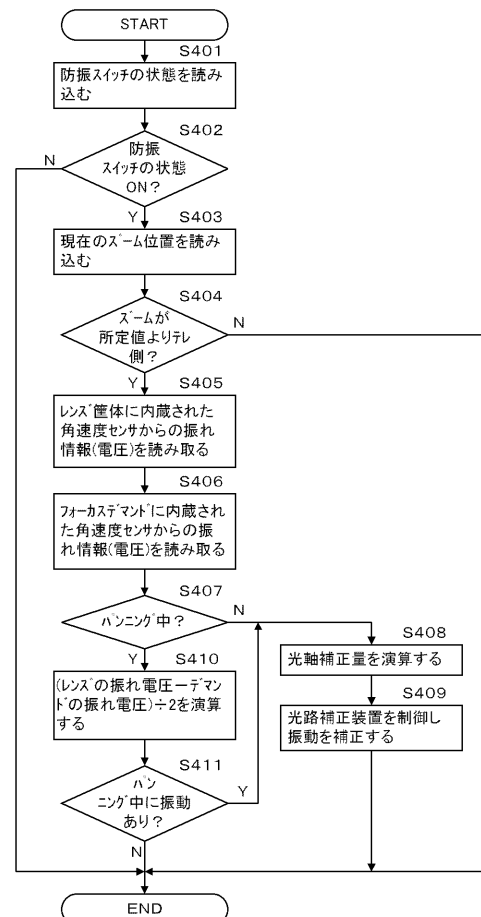 START
S401
防振スイッチの状態を読み
込む
S402
防振
スイッチの状態
ON？
N
Y
S403
現在のズーム位置を読み
込む
S404
ズームが
所定値よりテレ
側？
N
Y
S405
レンズ筐体に内蔵された
角速度センサからの振れ
情報(電圧)を読み取る
S406
フォーカスデマンドに内蔵され
た角速度センサからの振
れ情報(電圧)を読み取る
S407
パンニング中？
N
Y
S408
光軸補正量を演算する
S409
光路補正装置を制御し
振動を補正する
S410
(レンズの振れ電圧ーデマン
ドの振れ電圧)÷2を演算
する
S411
パン
ニング中に振動
あり？
Y
N
END